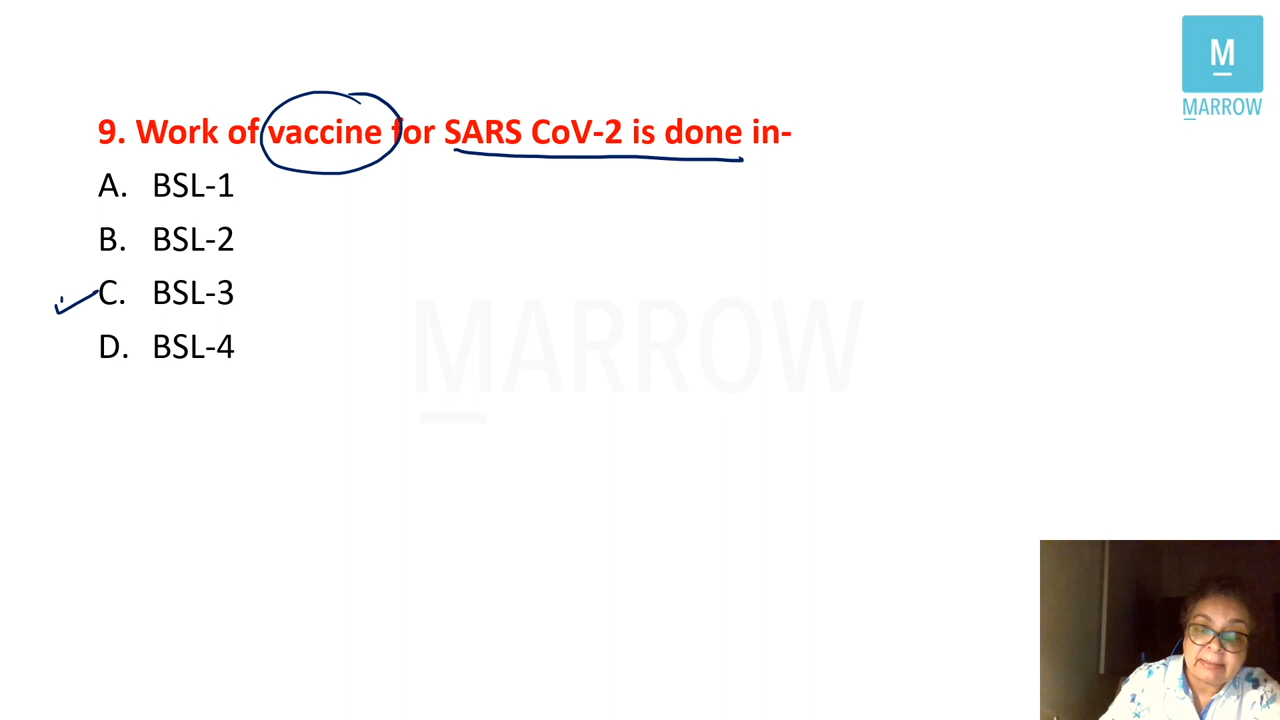 M
MARROW
9. Work of vaccine for SARS CoV-2 is done in-
A. BSL-1
B. BSL-2
C. BSL-3
D. BSL-4
MARROW